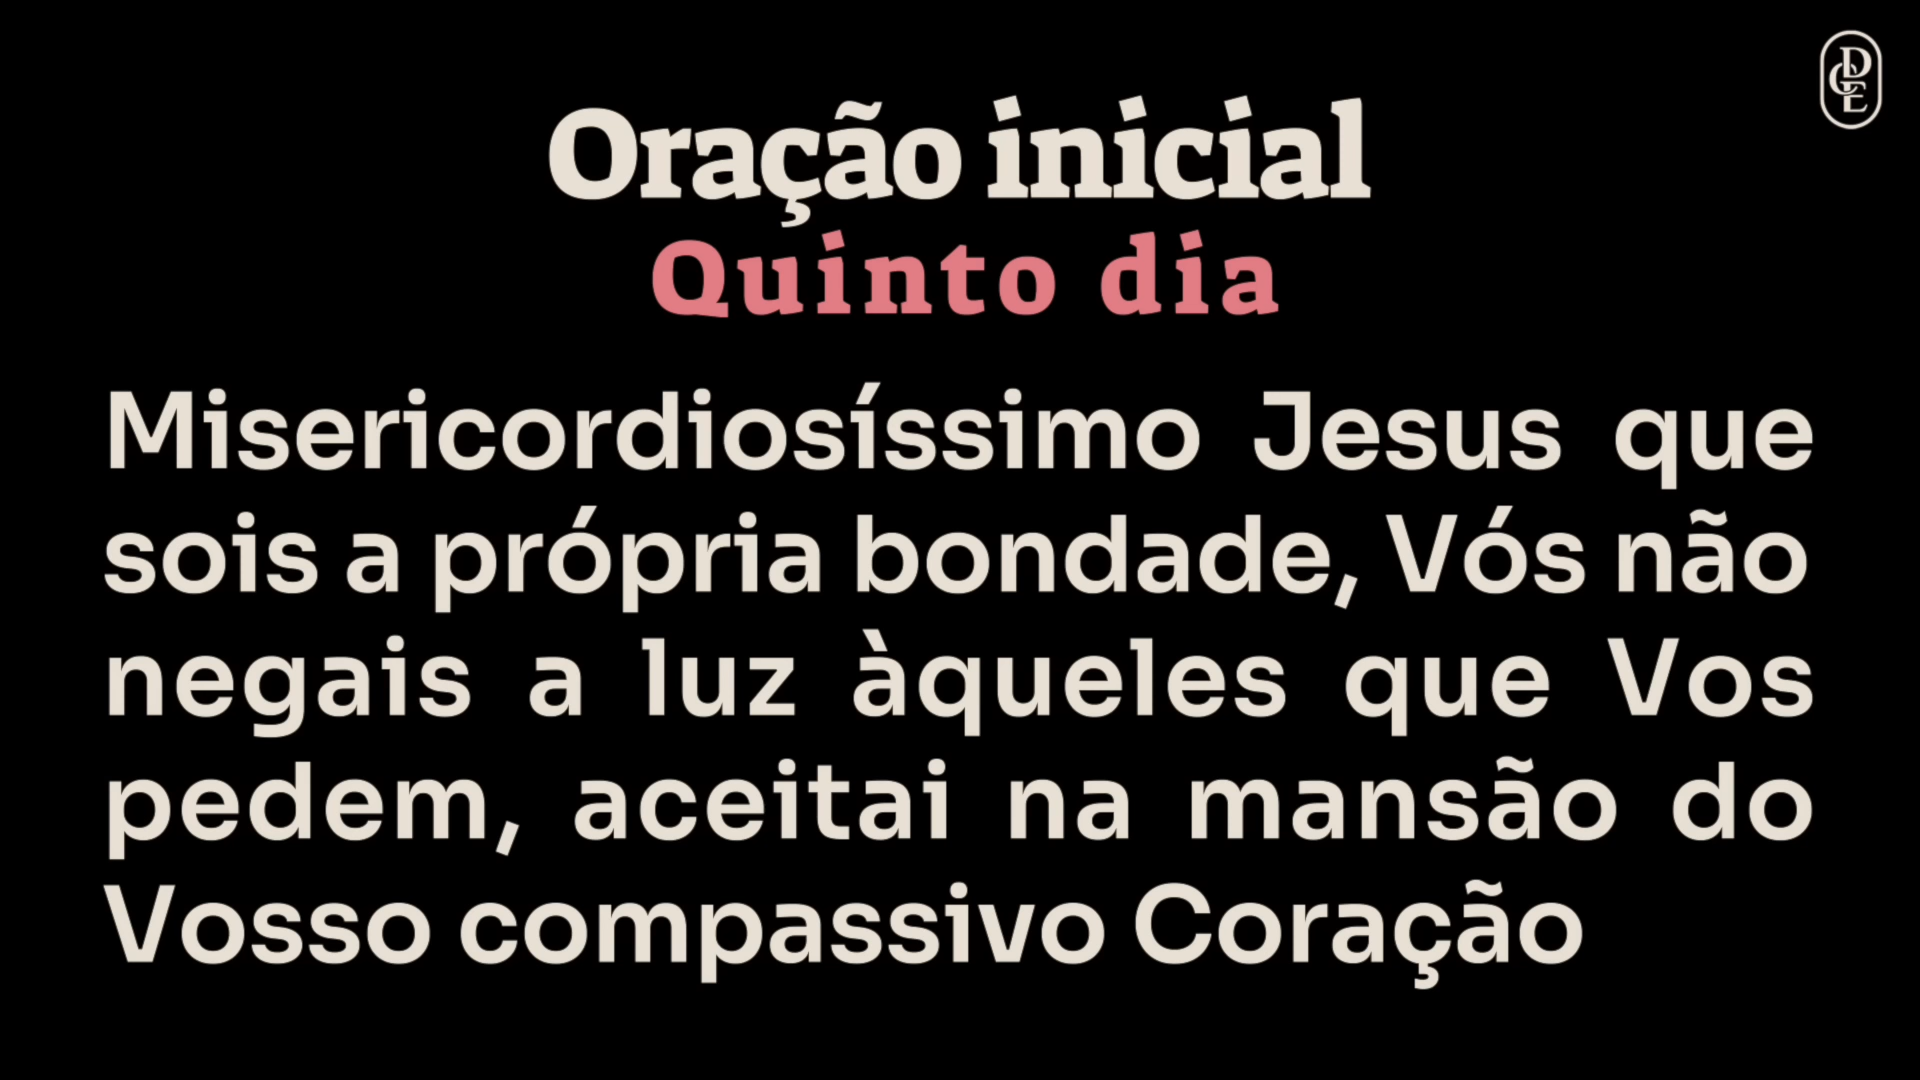 Oração inicial
Quinto dia
Misericordiosíssimo Jesus que
sois a própria bondade, Vós não
negais a luz àqueles que Vos
pedem, aceitai na mansão do
Vosso compassivo Coração
DCE